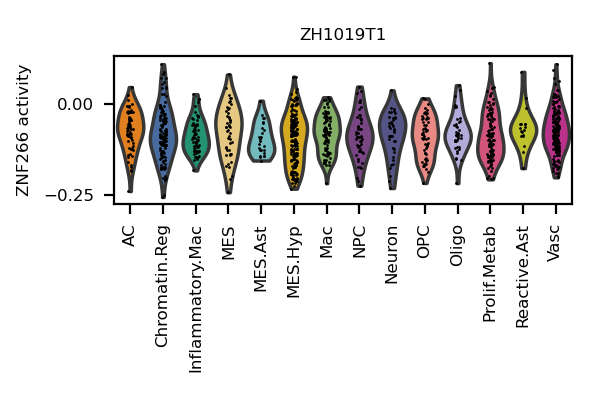 ZH1019T1
ZNF266 activity
0.00
−0.25
AC
Chromatin.Reg
Inflammatory.Mac
MES
MES.Ast
MES.Hyp
Mac
NPC
Neuron
OPC
Oligo
Prolif.Metab
Reactive.Ast
Vasc